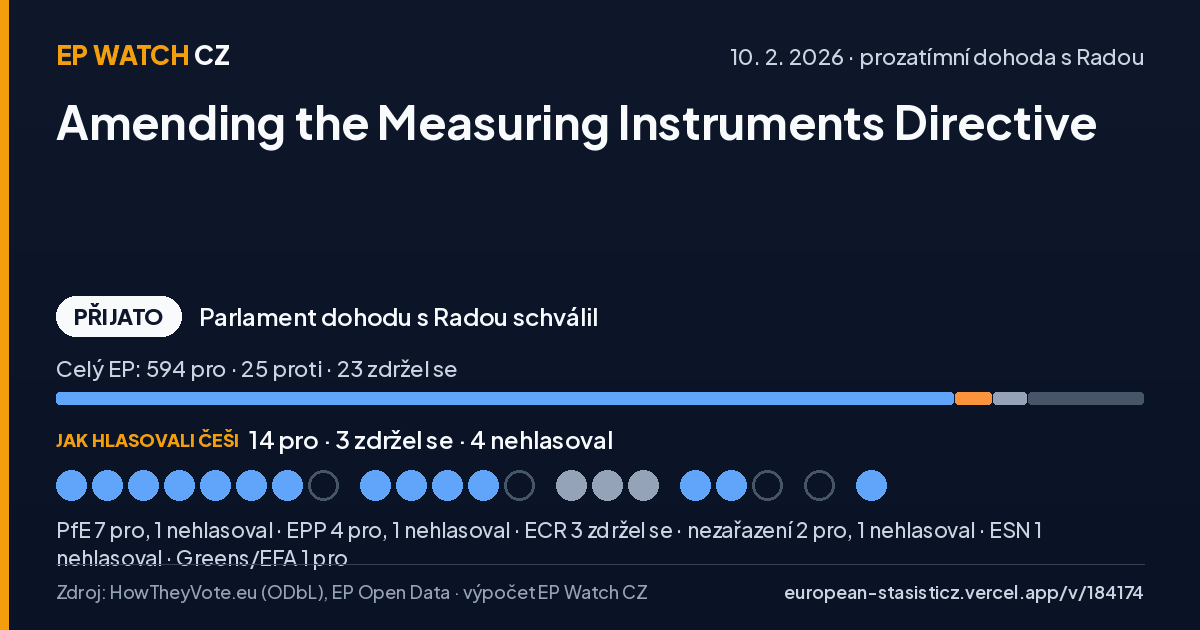 EP WATCH CZ
10. 2. 2026 · prozatímní dohoda s Radou
Amending the Measuring Instruments Directive
PŘIJATO Parlament dohodu s Radou schválil
Celý EP: 594 pro · 25 proti · 23 zdržel se
JAK HLASOVALI ČEŠI 14 pro · 3 zdržel se · 4 nehlasoval
PfE 7 pro, 1 nehlasoval · EPP 4 pro, 1 nehlasoval · ECR 3 zdržel se · nezařazení 2 pro, 1 nehlasoval · ESN 1
nehlasoval · Greens/EFA 1 pro
Zdroj: HowTheyVote.eu (ODbL), EP Open Data · výpočet EP Watch CZ
european-stasisticz.vercel.app/v/184174